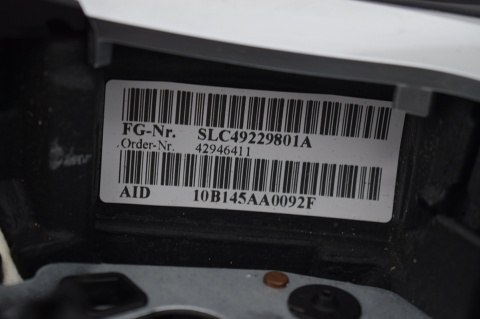 FG-Nr. SLC49229801A
Order-Nr. 42946411
AID 10B145AA0092F